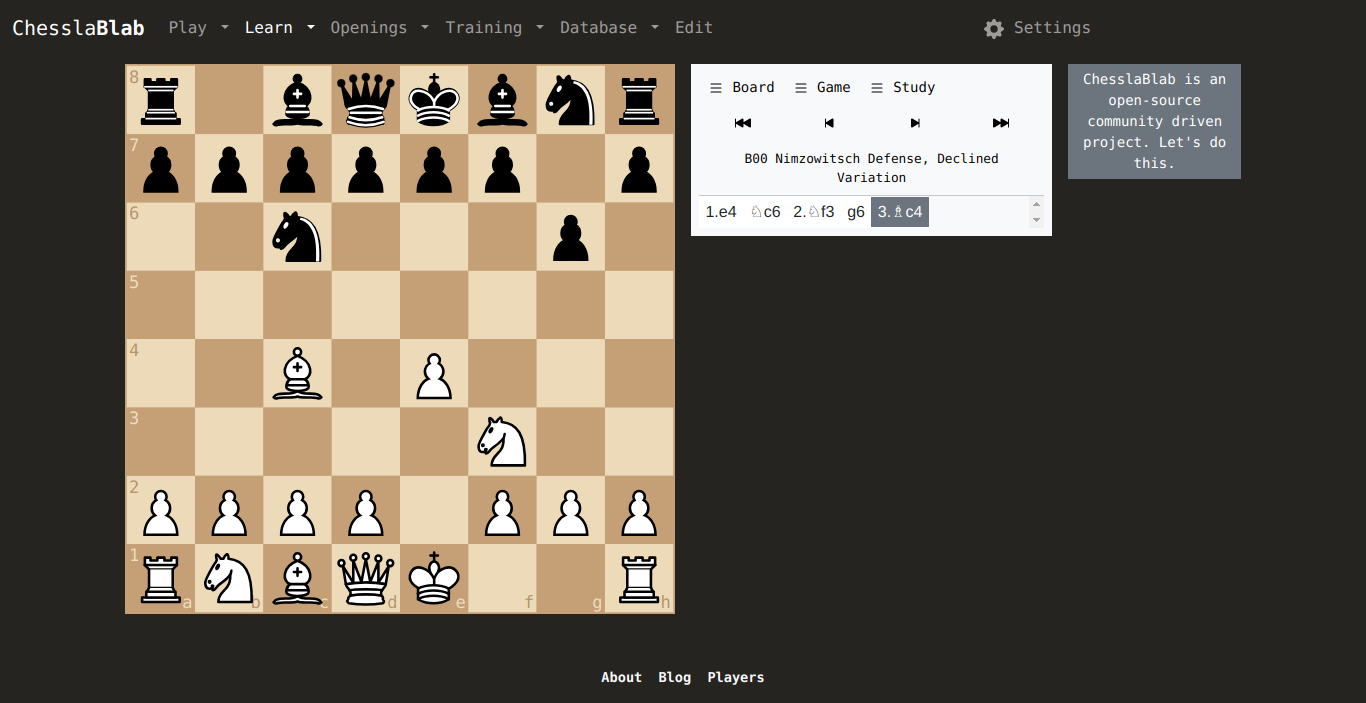 ChesslaBlab Play Learn Openings Training Database Edit Settings
8
7
6
5
4
3
2
1
a b c d e f g h
Board Game Study
B00 Nimzowitsch Defense, Declined
Variation
1.e4 ♘c6 2.♘f3 g6 3.♗c4
ChesslaBlab is an
open-source
community driven
project. Let's do
this.
About Blog Players